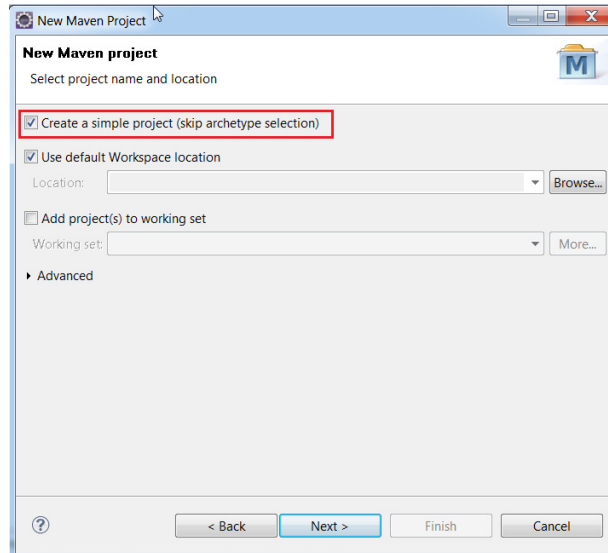 New Maven Project
New Maven project
Select project name and location
M
Create a simple project (skip archetype selection)
Use default Workspace location
Location:
Browse...
Add project(s) to working set
Working set:
More...
Advanced
?
< Back
Next >
Finish
Cancel